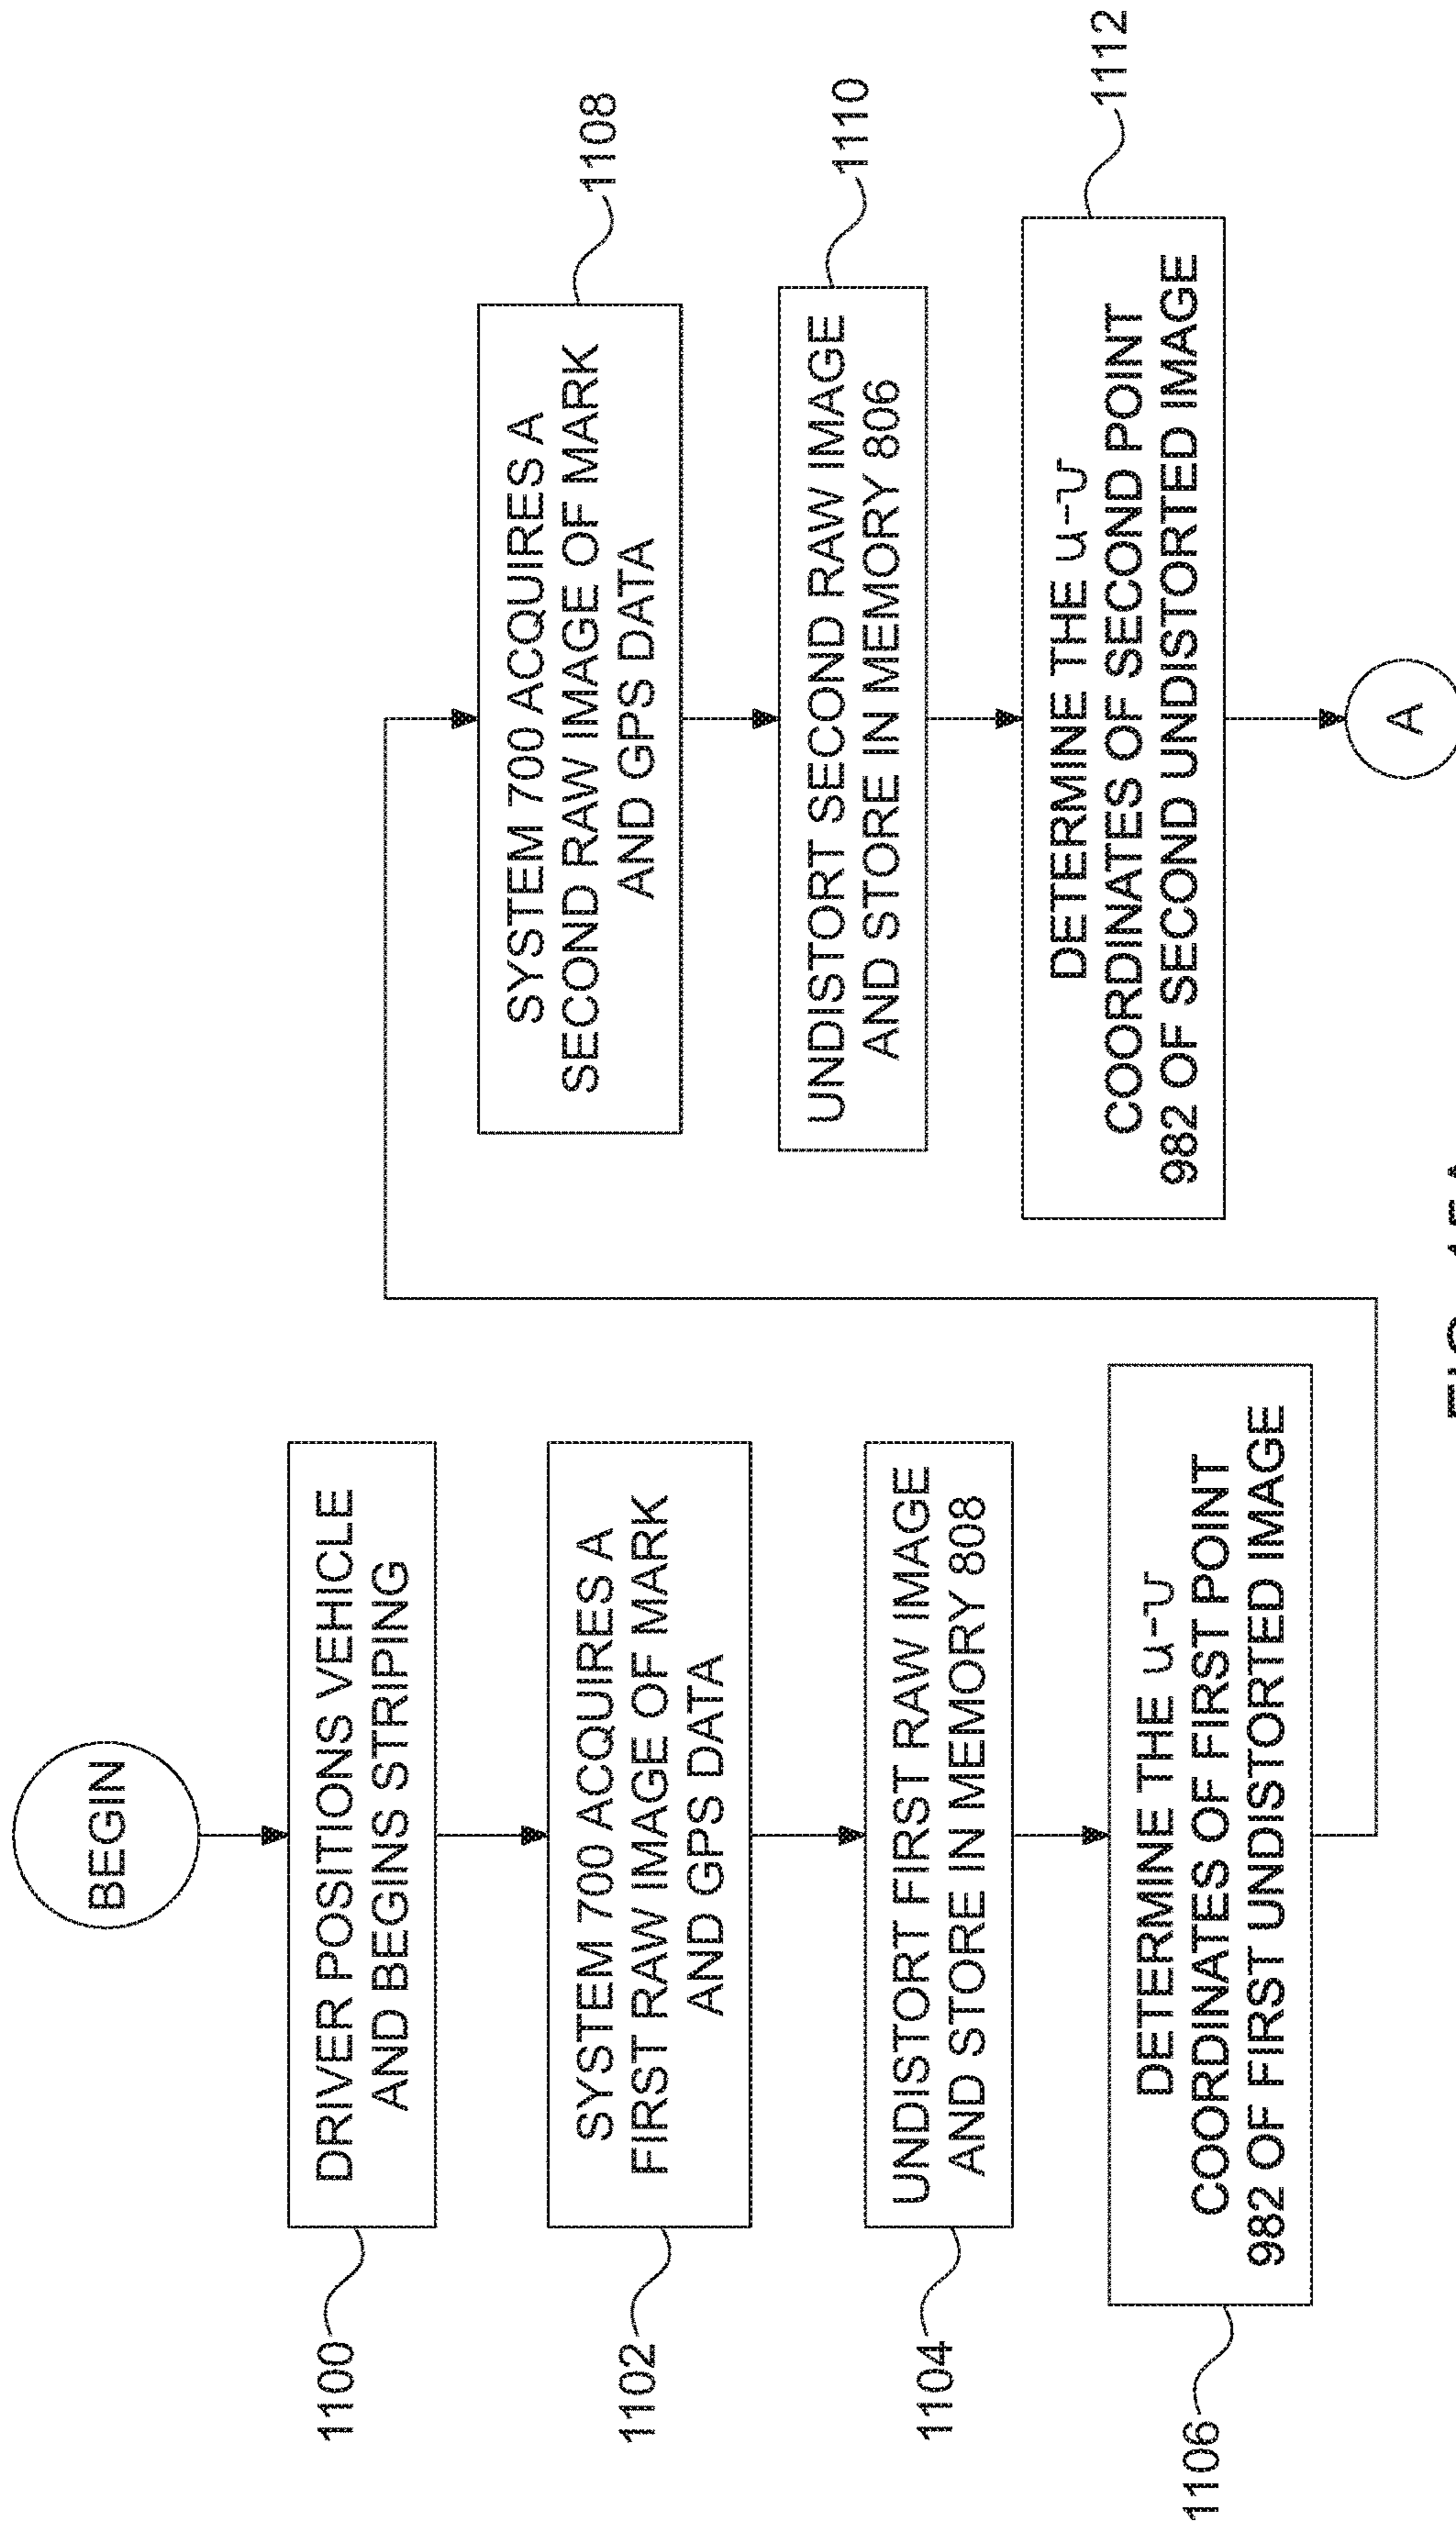 BEGIN
1100
DRIVER POSITIONS VEHICLE
AND BEGINS STRIPING
1102
SYSTEM 700 ACQUIRES A
FIRST RAW IMAGE OF MARK
AND GPS DATA
1104
UNDISTORT FIRST RAW IMAGE
AND STORE IN MEMORY 808
1106
DETERMINE THE u-v
COORDINATES OF FIRST POINT
982 OF FIRST UNDISTORTED IMAGE
1108
SYSTEM 700 ACQUIRES A
SECOND RAW IMAGE OF MARK
AND GPS DATA
1110
UNDISTORT SECOND RAW IMAGE
AND STORE IN MEMORY 806
1112
DETERMINE THE u-v
COORDINATES OF SECOND POINT
982 OF SECOND UNDISTORTED IMAGE
A